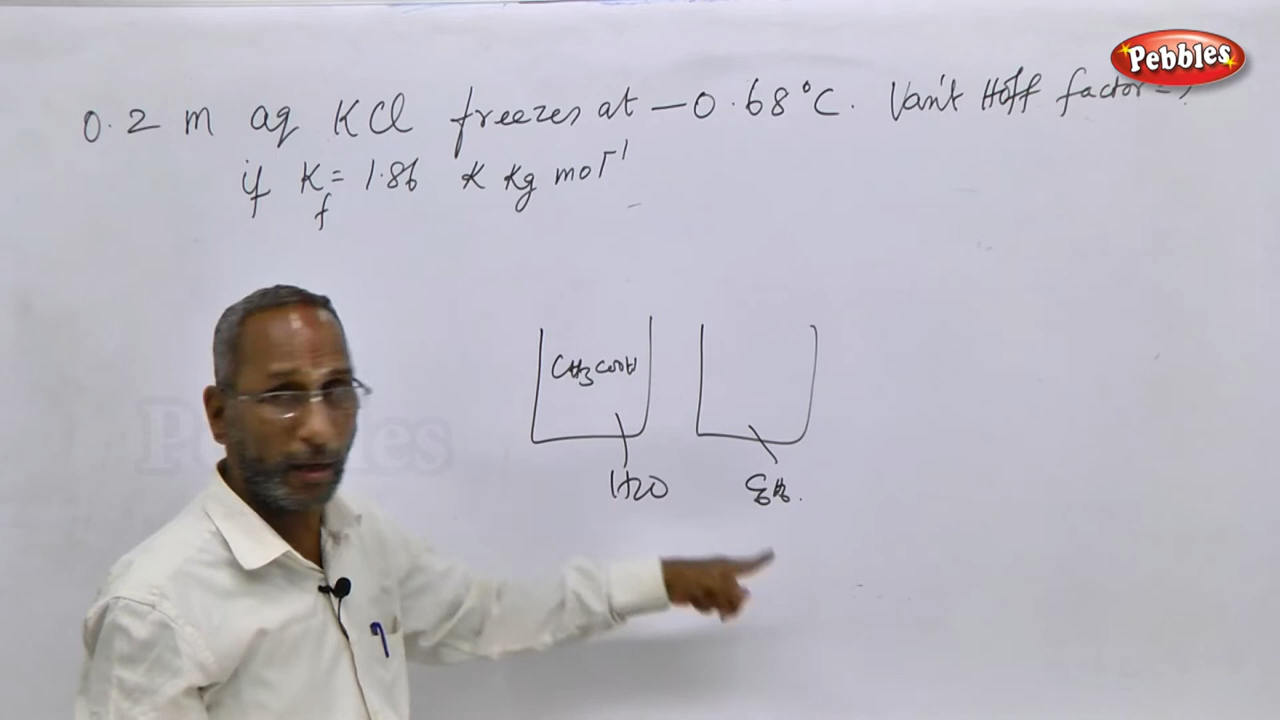 Pebbles
0.2 m aq KCl freezes at -0.68°C. Van't Hoff factor = ?
if Kf = 1.86 K Kg mol⁻¹
Pebbles
CH3COOH
H2O